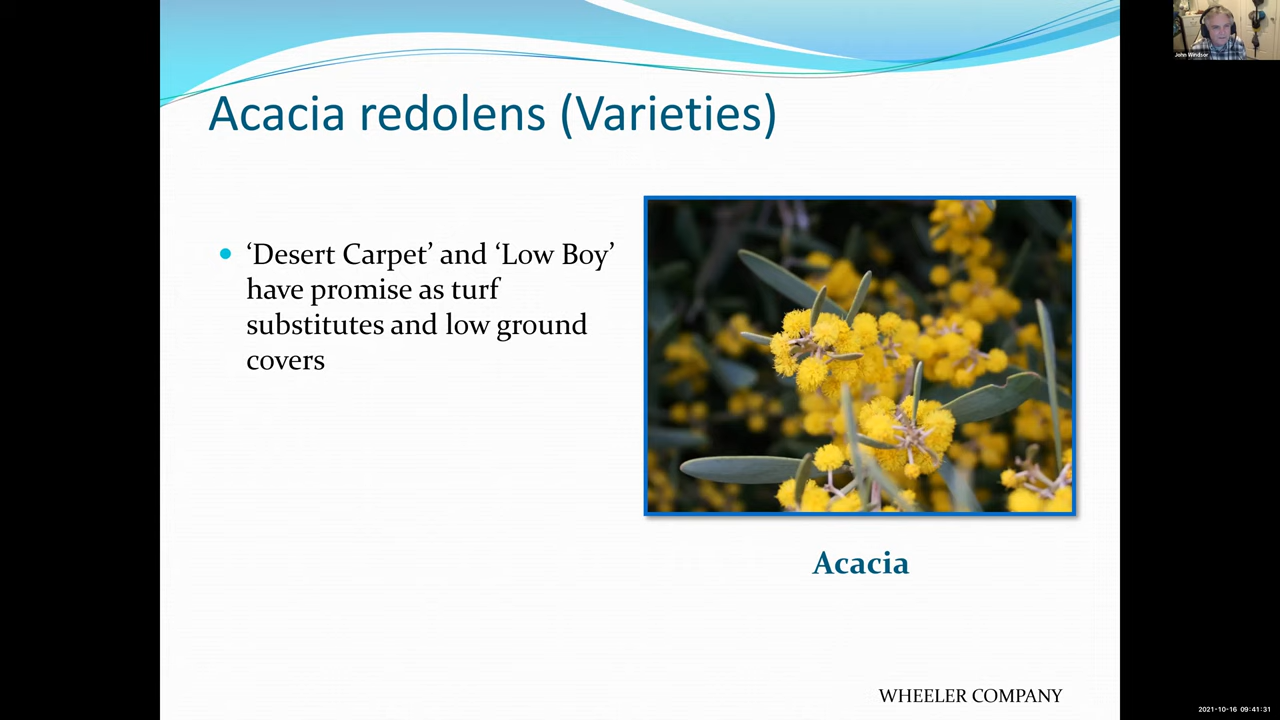 John Windsor
Acacia redolens (Varieties)
‘Desert Carpet’ and ‘Low Boy’
have promise as turf
substitutes and low ground
covers
Acacia
WHEELER COMPANY
2021-10-16 09:41:31